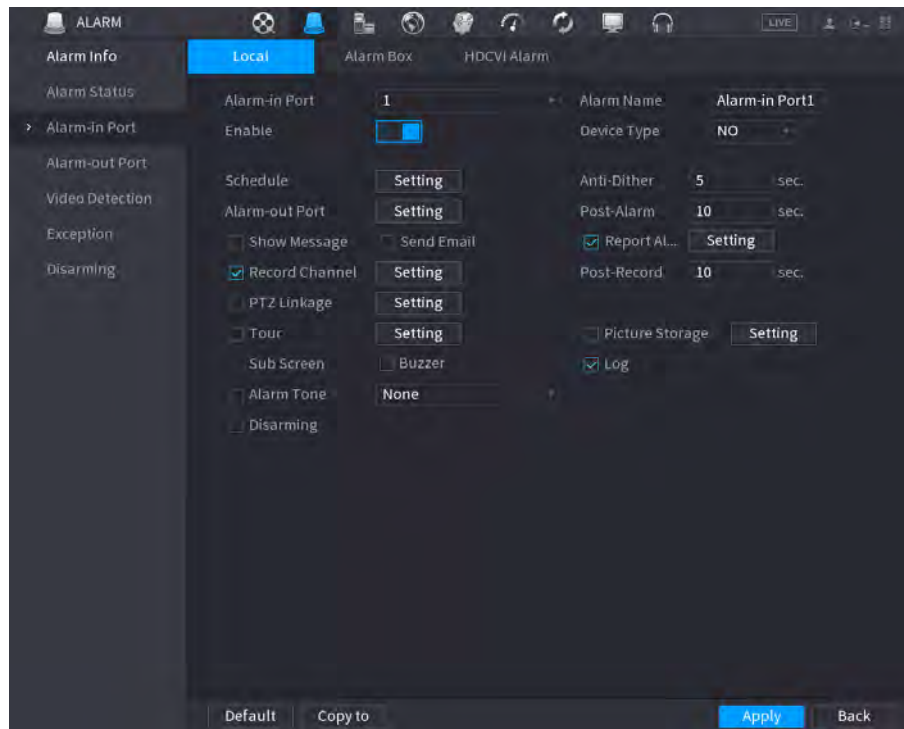 ALARM
LIVE
Alarm Info
Alarm Status
Alarm-in Port
Alarm-out Port
Video Detection
Exception
Disarming
Local Alarm Box HDCVI Alarm
Alarm-in Port 1 Alarm Name Alarm-in Port1
Enable Device Type NO
Schedule Setting Anti-Dither 5 sec.
Alarm-out Port Setting Post-Alarm 10 sec.
Show Message Send Email Report Al... Setting
Record Channel Setting Post-Record 10 sec.
PTZ Linkage Setting
Tour Setting Picture Storage Setting
Sub Screen Buzzer Log
Alarm Tone None
Disarming
Default Copy to Apply Back